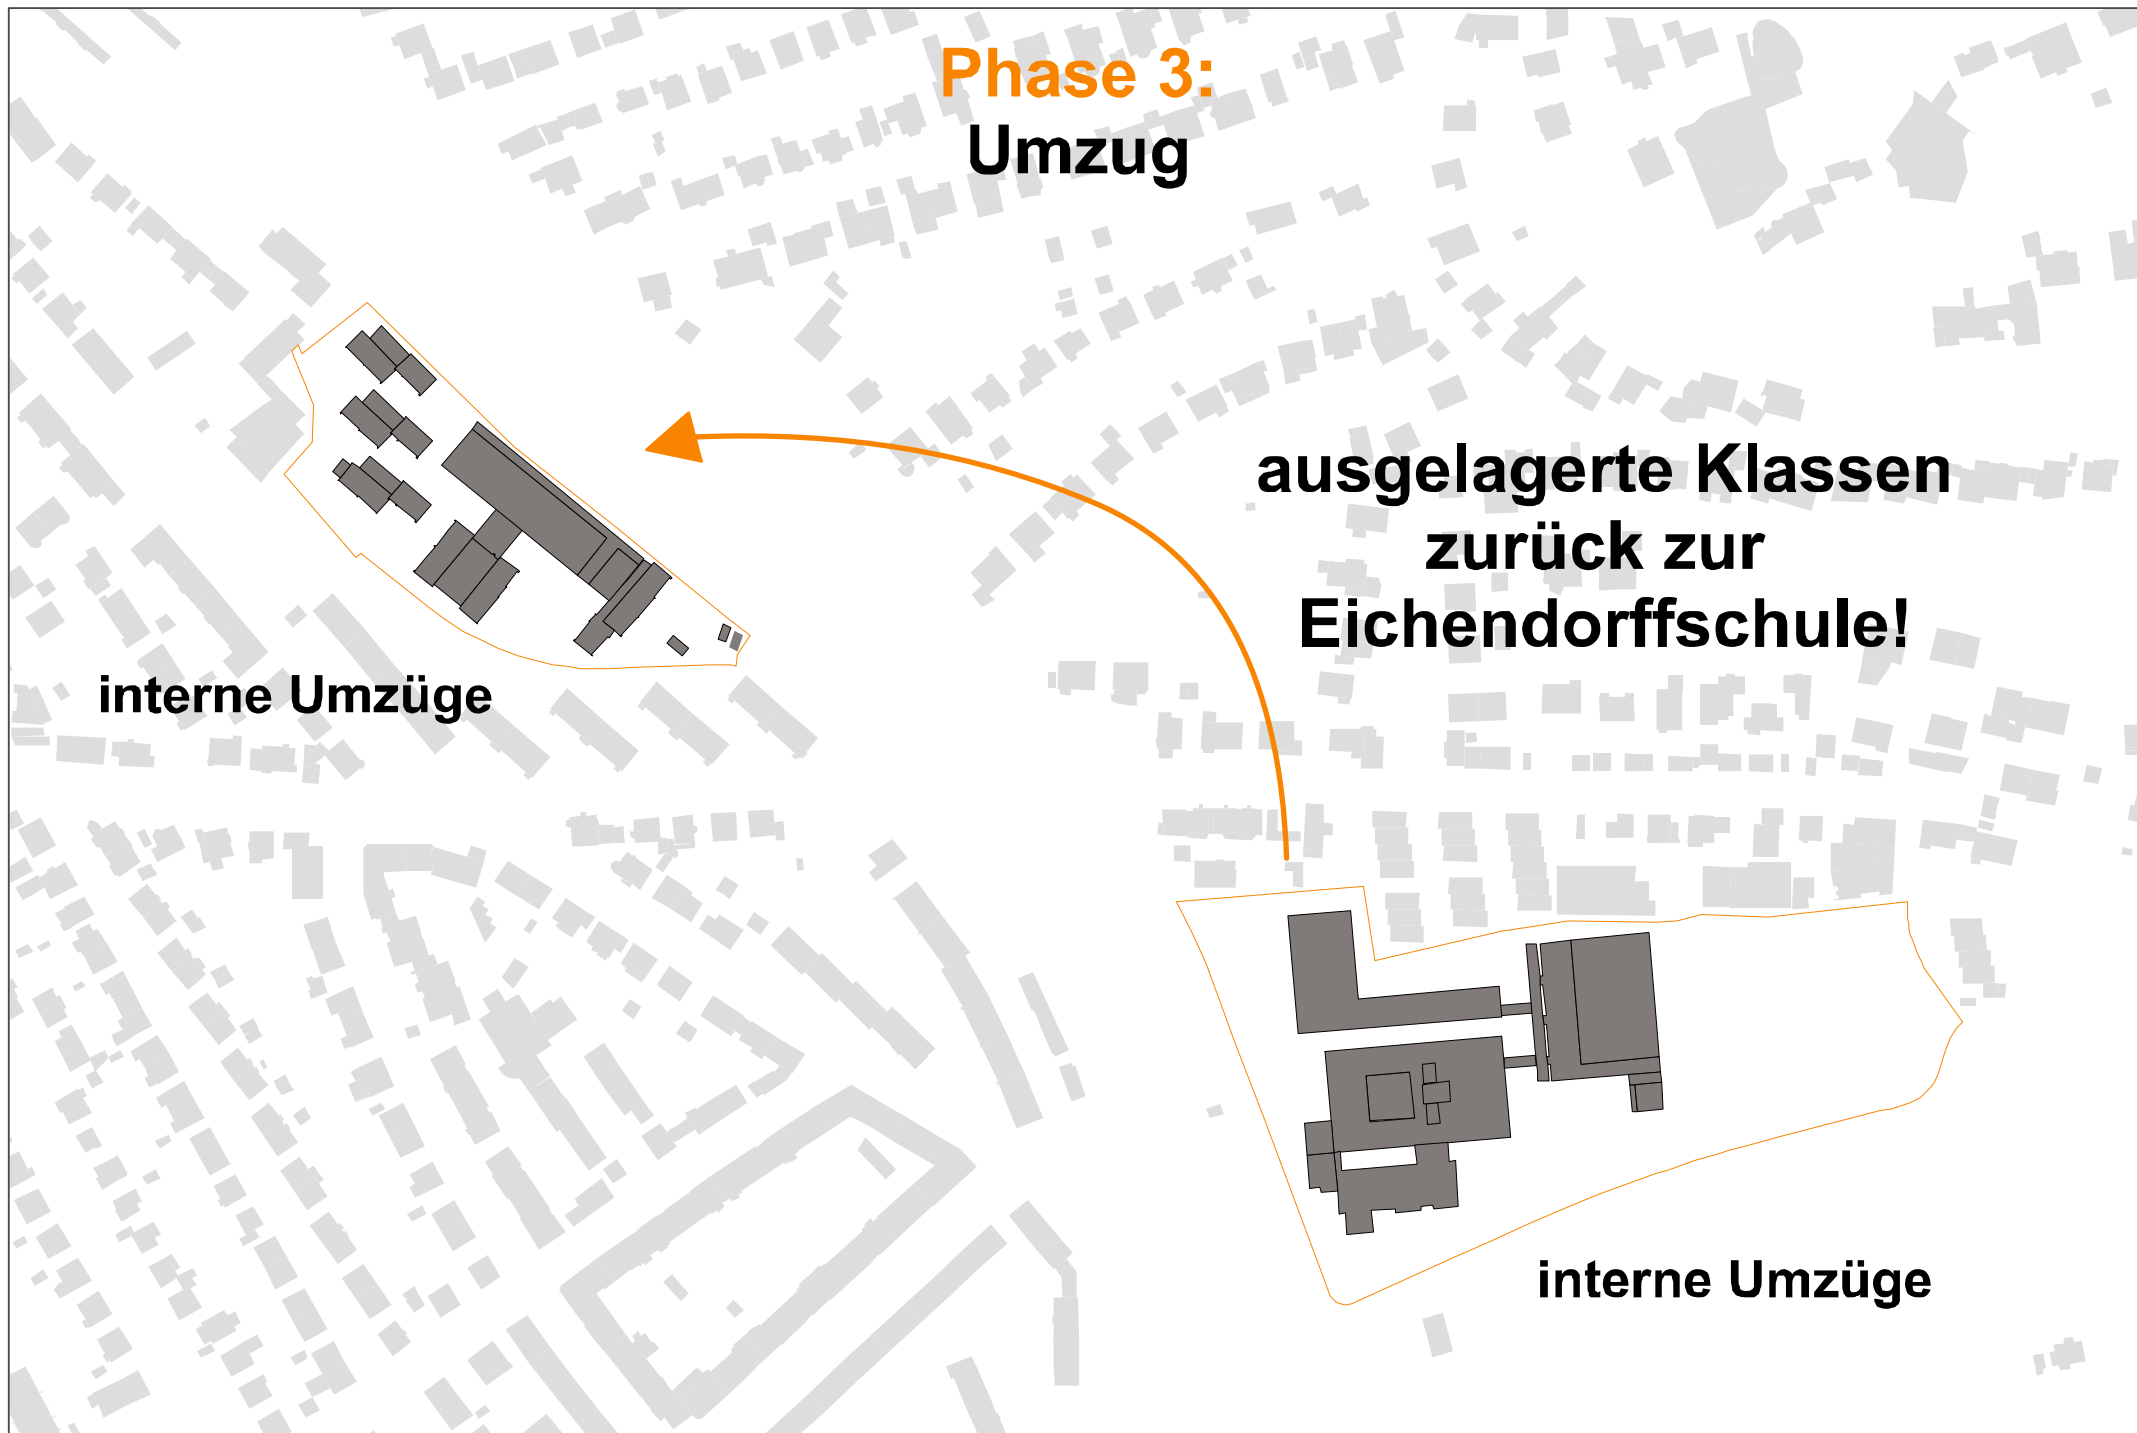 Phase 3:
Umzug
ausgelagerte Klassen
zurück zur
Eichendorffschule!
interne Umzüge
interne Umzüge